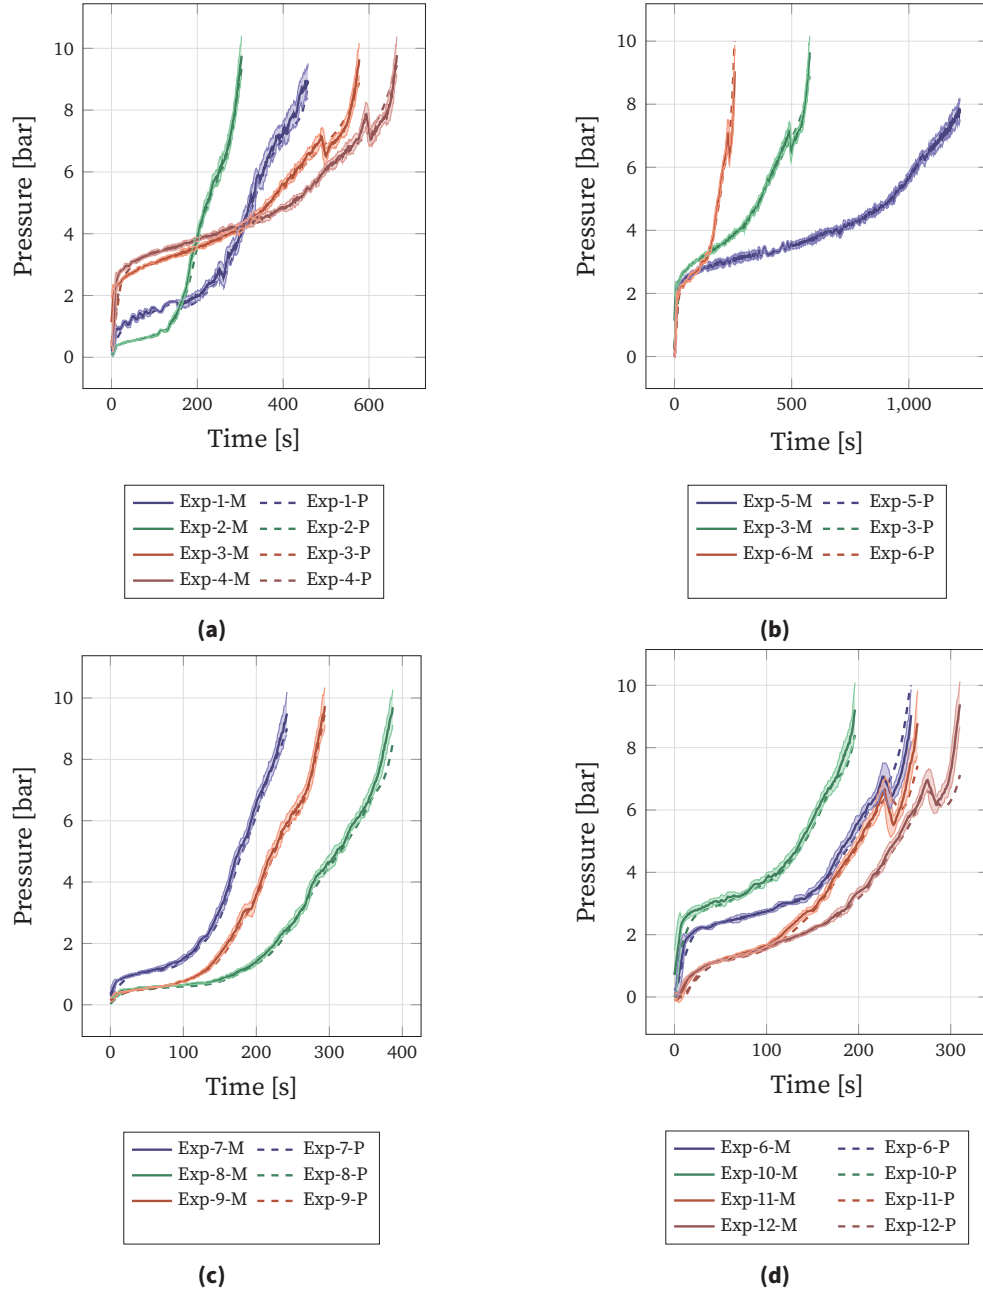 10
8
6
4
2
0
Pressure [bar]
0 200 400 600
Time [s]
Exp-1-M Exp-1-P
Exp-2-M Exp-2-P
Exp-3-M Exp-3-P
Exp-4-M Exp-4-P
(a)
10
8
6
4
2
0
Pressure [bar]
0 500 1,000
Time [s]
Exp-5-M Exp-5-P
Exp-3-M Exp-3-P
Exp-6-M Exp-6-P
(b)
10
8
6
4
2
0
Pressure [bar]
0 100 200 300 400
Time [s]
Exp-7-M Exp-7-P
Exp-8-M Exp-8-P
Exp-9-M Exp-9-P
(c)
10
8
6
4
2
0
Pressure [bar]
0 100 200 300
Time [s]
Exp-6-M Exp-6-P
Exp-10-M Exp-10-P
Exp-11-M Exp-11-P
Exp-12-M Exp-12-P
(d)